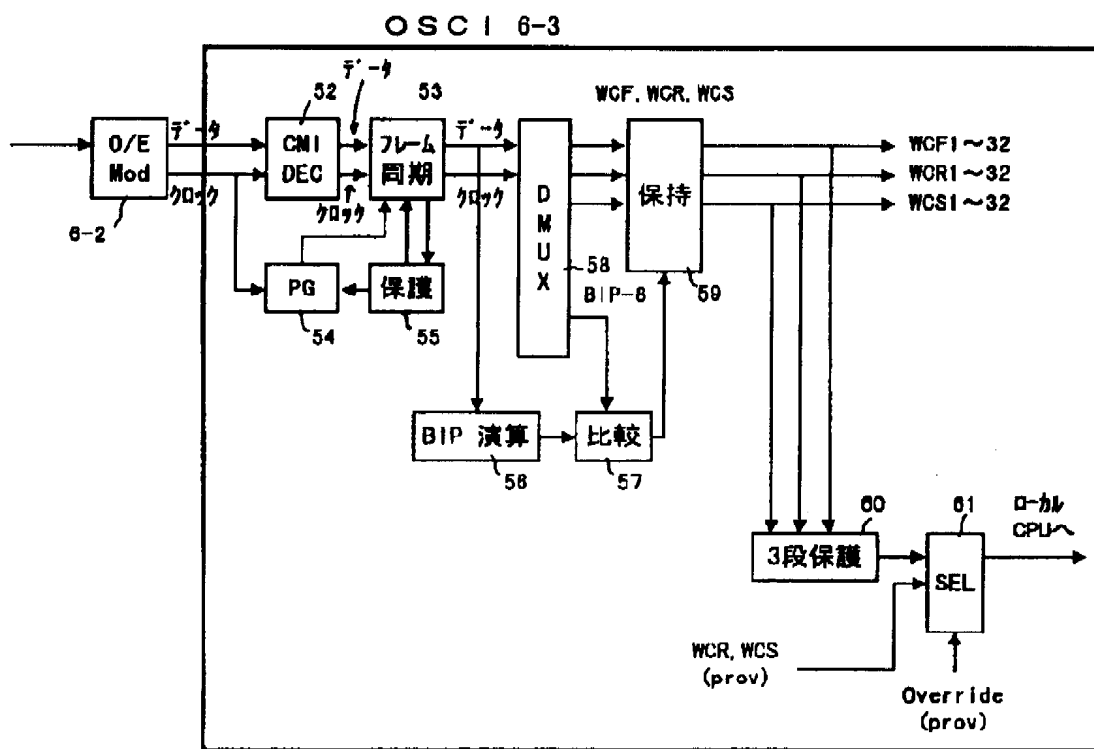 OSCI 6-3
データ
52
53
WCF, WCR, WCS
O/E
Mod
データ
クロック
6-2
CMI
DEC
クロック
フレーム
同期
データ
クロック
DMUX
58
保持
59
WCF1～32
WCR1～32
WCS1～32
PG
54
保護
55
BIP-8
BIP 演算
56
比較
57
60
3段保護
61
SEL
ローカル
CPUへ
WCR, WCS
(prov)
Override
(prov)